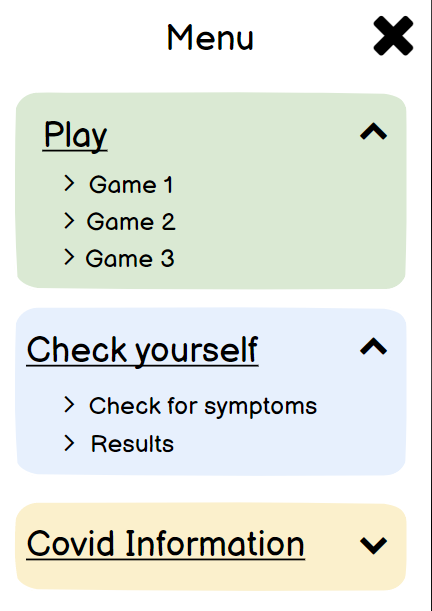 Menu
Play
Game 1
Game 2
Game 3
Check yourself
Check for symptoms
Results
Covid Information